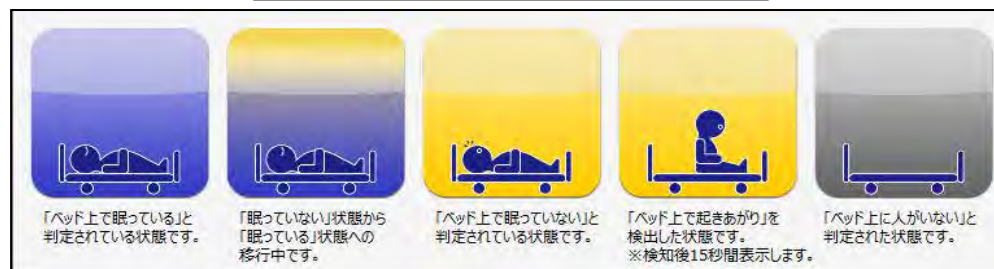 「ベッド上で眠っている」と
判定されている状態です。
「眠っていない」状態から
「眠っている」状態への
移行中です。
「ベッド上で眠っていない」と
判定されている状態です。
「ベッド上で起きあがり」を
検出した状態です。
※検知後15秒間表示します。
「ベッド上に人がいない」と
判定された状態です。